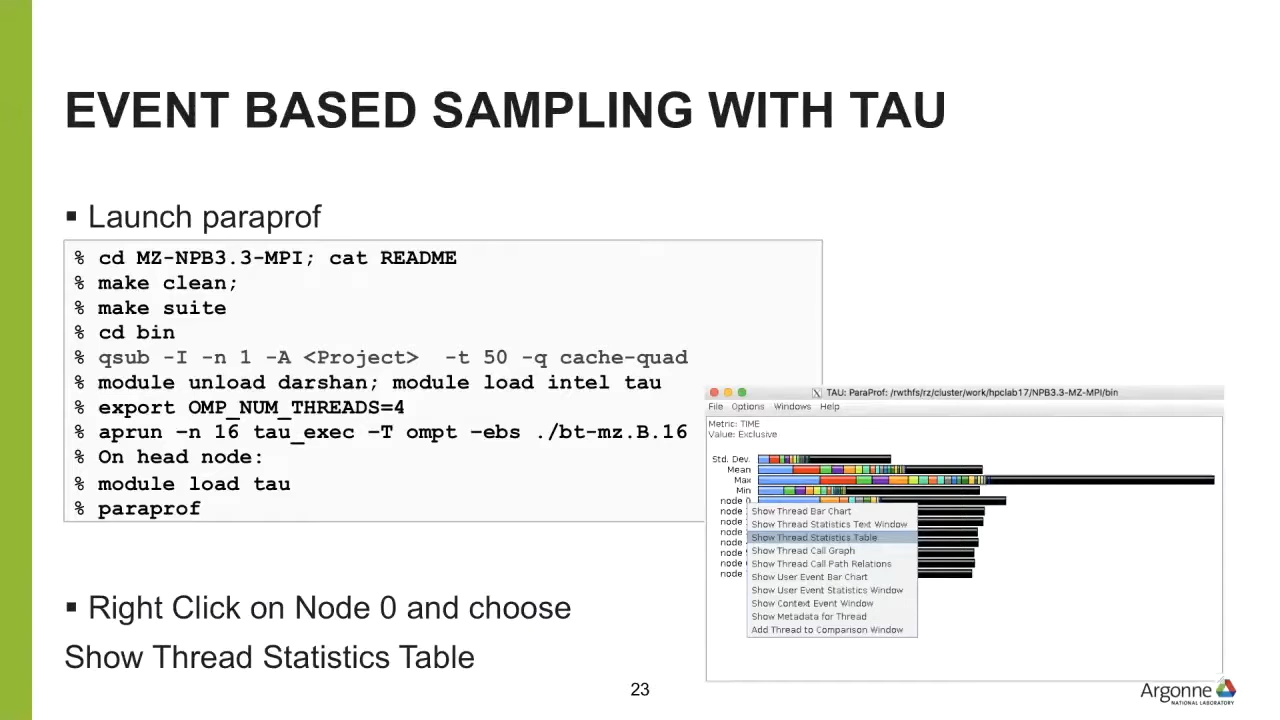 EVENT BASED SAMPLING WITH TAU
▪ Launch paraprof
% cd MZ-NPB3.3-MPI; cat README
% make clean;
% make suite
% cd bin
% qsub -I -n 1 -A <Project>  -t 50 -q cache-quad
% module unload darshan; module load intel tau
% export OMP_NUM_THREADS=4
% aprun –n 16 tau_exec –T ompt –ebs ./bt-mz.B.16
% On head node:
% module load tau
% paraprof
TAU: ParaProf: /rwthfs/rz/cluster/work/hpclab17/NPB3.3-MZ-MPI/bin
File Options Windows Help
Metric: TIME
Value: Exclusive
Std. Dev.
Mean
Max
Min
node 0
node
node
node
node
node
node
node
Show Thread Bar Chart
Show Thread Statistics Text Window
Show Thread Statistics Table
Show Thread Call Graph
Show Thread Call Path Relations
Show User Event Bar Chart
Show User Event Statistics Window
Show Context Event Window
Show Metadata for Thread
Add Thread to Comparison Window
▪ Right Click on Node 0 and choose
Show Thread Statistics Table
23
Argonne
NATIONAL LABORATORY